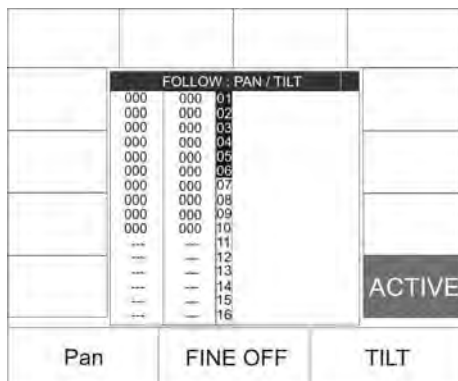 FOLLOW : PAN / TILT
000 000 01
000 000 02
000 000 03
000 000 04
000 000 05
000 000 06
000 000 07
000 000 08
000 000 09
000 000 10
--- --- 11
--- --- 12
--- --- 13
--- --- 14
--- --- 15
--- --- 16
ACTIVE
Pan FINE OFF TILT